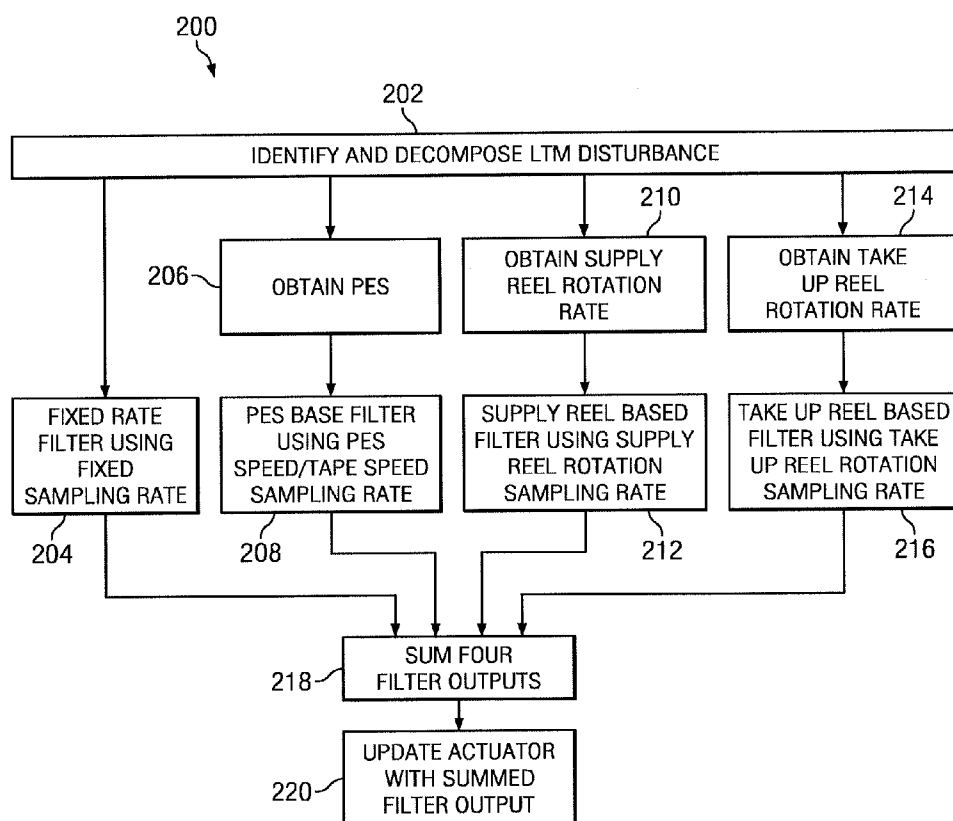 200
202
IDENTIFY AND DECOMPOSE LTM DISTURBANCE
206
OBTAIN PES
210
OBTAIN SUPPLY
REEL ROTATION
RATE
214
OBTAIN TAKE
UP REEL
ROTATION RATE
FIXED RATE
FILTER USING
FIXED
SAMPLING RATE
204
PES BASE FILTER
USING PES
SPEED/TAPE SPEED
SAMPLING RATE
208
SUPPLY REEL BASED
FILTER USING SUPPLY
REEL ROTATION
SAMPLING RATE
212
TAKE UP REEL BASED
FILTER USING TAKE
UP REEL ROTATION
SAMPLING RATE
216
218
SUM FOUR
FILTER OUTPUTS
220
UPDATE ACTUATOR
WITH SUMMED
FILTER OUTPUT